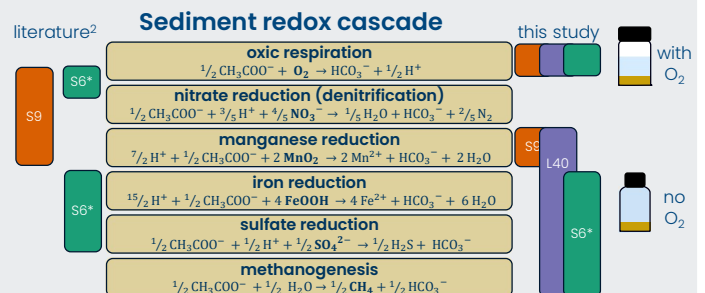 Sediment redox cascade
literature²
this study
oxic respiration
½ CH₃COO⁻ + O₂ → HCO₃⁻ + ½ H⁺
nitrate reduction (denitrification)
½ CH₃COO⁻ + ³/₅ H⁺ + ⁴/₅ NO₃⁻ → ¹/₅ H₂O + HCO₃⁻ + ²/₅ N₂
manganese reduction
⁷/₂ H⁺ + ½ CH₃COO⁻ + 2 MnO₂ → 2 Mn²⁺ + HCO₃⁻ + 2 H₂O
iron reduction
¹⁵/₂ H⁺ + ½ CH₃COO⁻ + 4 FeOOH → 4 Fe²⁺ + HCO₃⁻ + 6 H₂O
sulfate reduction
½ CH₃COO⁻ + ½ H⁺ + ½ SO₄²⁻ → ½ H₂S + HCO₃⁻
methanogenesis
½ CH₃COO⁻ + ½ H₂O → ½ CH₄ + ½ HCO₃⁻
S9
S6*
S6*
S9
L40
S6*
with
O₂
no
O₂